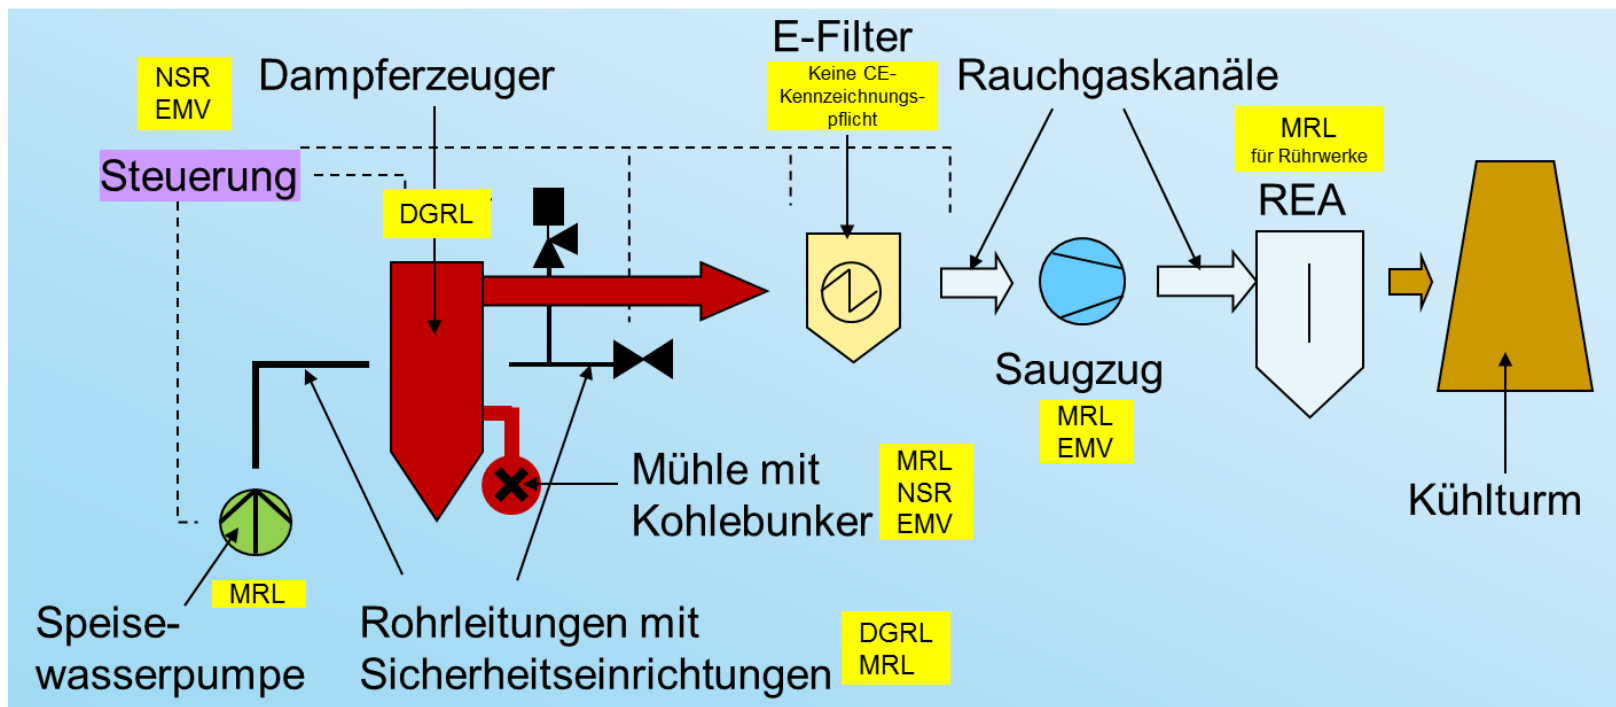 E-Filter
NSR
EMV
Dampferzeuger
Keine CE-
Kennzeichnungs-
pflicht
Rauchgaskanäle
MRL
für Rührwerke
Steuerung
DGRL
REA
Saugzug
MRL
EMV
Mühle mit
Kohlebunker
MRL
NSR
EMV
Kühlturm
MRL
Speise-
wasserpumpe
Rohrleitungen mit
Sicherheitseinrichtungen
DGRL
MRL